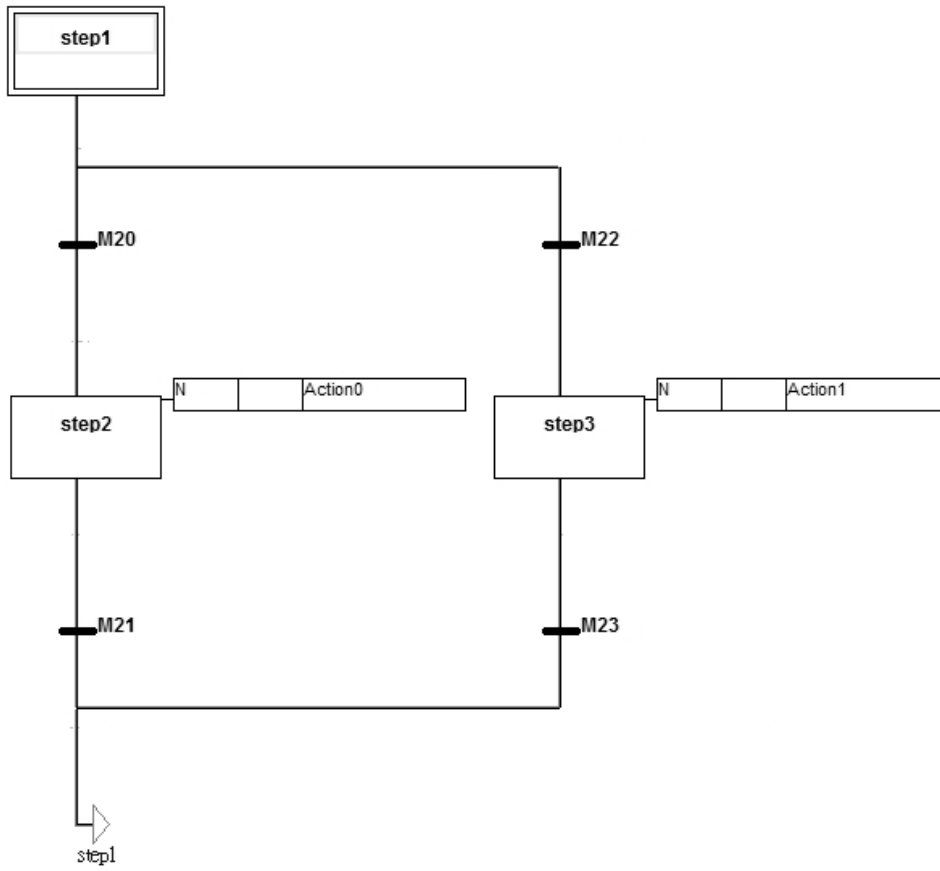 step1
M20
M22
N Action0
N Action1
step2
step3
M21
M23
step1